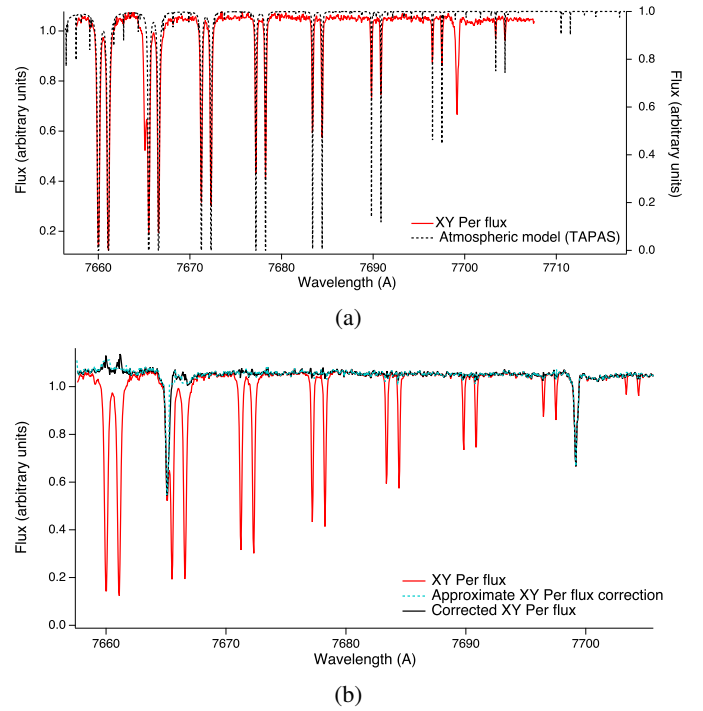 1.0
0.8
0.6
0.4
0.2
Flux (arbitrary units)
1.0
0.8
0.6
0.4
0.2
0.0
Flux (arbitrary units)
XY Per flux
Atmospheric model (TAPAS)
7660 7670 7680 7690 7700 7710
Wavelength (A)
(a)
1.0
0.8
0.6
0.4
0.2
0.0
Flux (arbitrary units)
XY Per flux
Approximate XY Per flux correction
Corrected XY Per flux
7660 7670 7680 7690 7700
Wavelength (A)
(b)